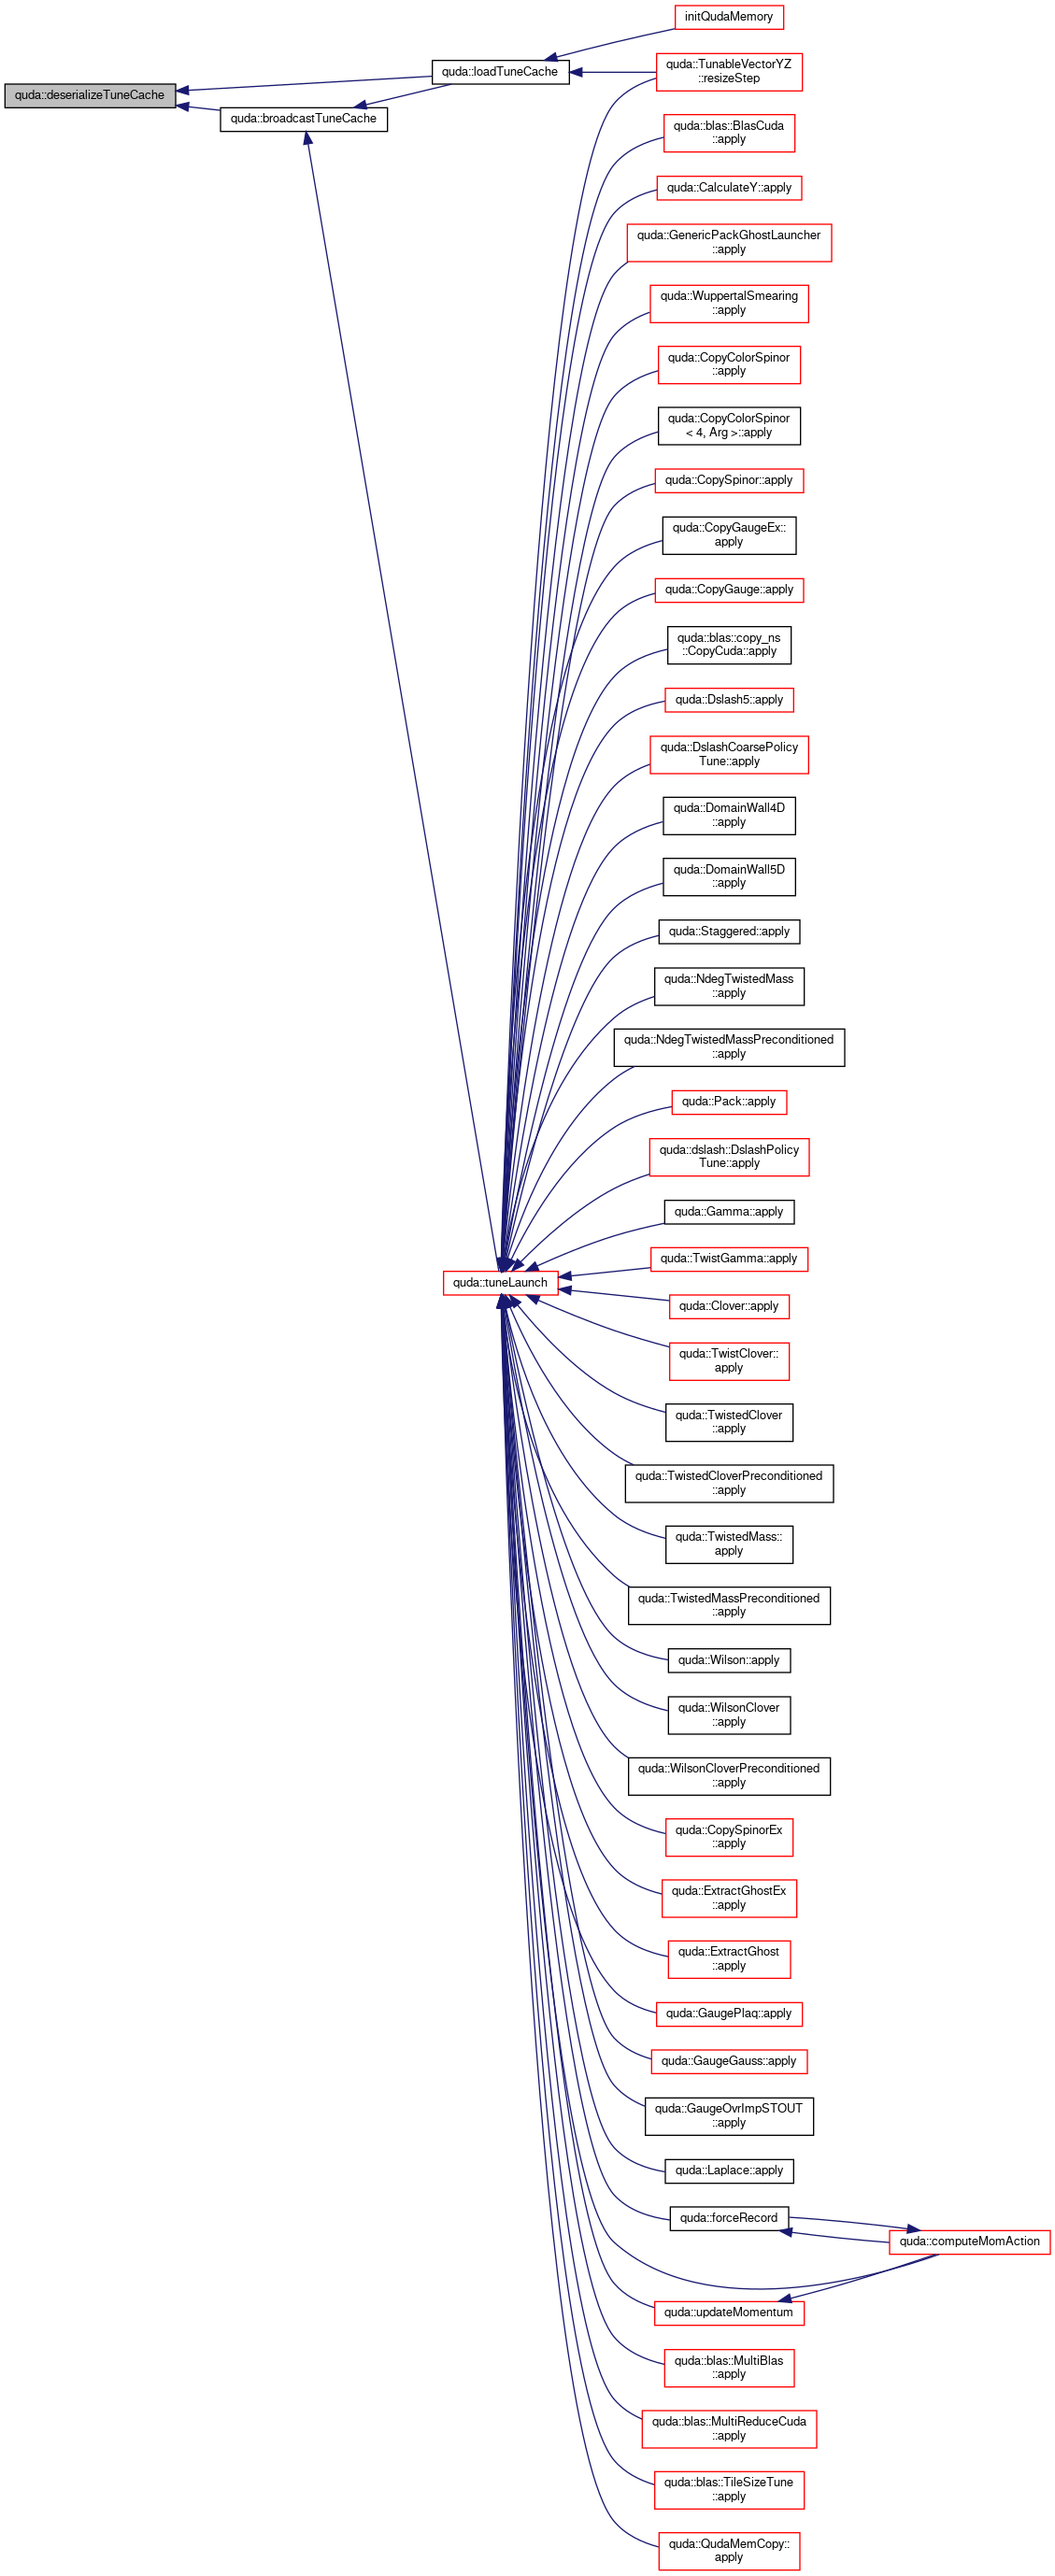 initQudaMemory
quda::loadTuneCache
quda::TunableVectorYZ
::resizeStep
quda::deserializeTuneCache
quda::broadcastTuneCache
quda::blas::BlasCuda
::apply
quda::CalculateY::apply
quda::GenericPackGhostLauncher
::apply
quda::WuppertalSmearing
::apply
quda::CopyColorSpinor
::apply
quda::CopyColorSpinor
< 4, Arg >::apply
quda::CopySpinor::apply
quda::CopyGaugeEx::
apply
quda::CopyGauge::apply
quda::blas::copy_ns
::CopyCuda::apply
quda::Dslash5::apply
quda::DslashCoarsePolicy
Tune::apply
quda::DomainWall4D
::apply
quda::DomainWall5D
::apply
quda::Staggered::apply
quda::NdegTwistedMass
::apply
quda::NdegTwistedMassPreconditioned
::apply
quda::Pack::apply
quda::dslash::DslashPolicy
Tune::apply
quda::Gamma::apply
quda::TwistGamma::apply
quda::tuneLaunch
quda::Clover::apply
quda::TwistClover::
apply
quda::TwistedClover
::apply
quda::TwistedCloverPreconditioned
::apply
quda::TwistedMass::
apply
quda::TwistedMassPreconditioned
::apply
quda::Wilson::apply
quda::WilsonClover
::apply
quda::WilsonCloverPreconditioned
::apply
quda::CopySpinorEx
::apply
quda::ExtractGhostEx
::apply
quda::ExtractGhost
::apply
quda::GaugePlaq::apply
quda::GaugeGauss::apply
quda::GaugeOvrImpSTOUT
::apply
quda::Laplace::apply
quda::forceRecord
quda::computeMomAction
quda::updateMomentum
quda::blas::MultiBlas
::apply
quda::blas::MultiReduceCuda
::apply
quda::blas::TileSizeTune
::apply
quda::QudaMemCopy::
apply